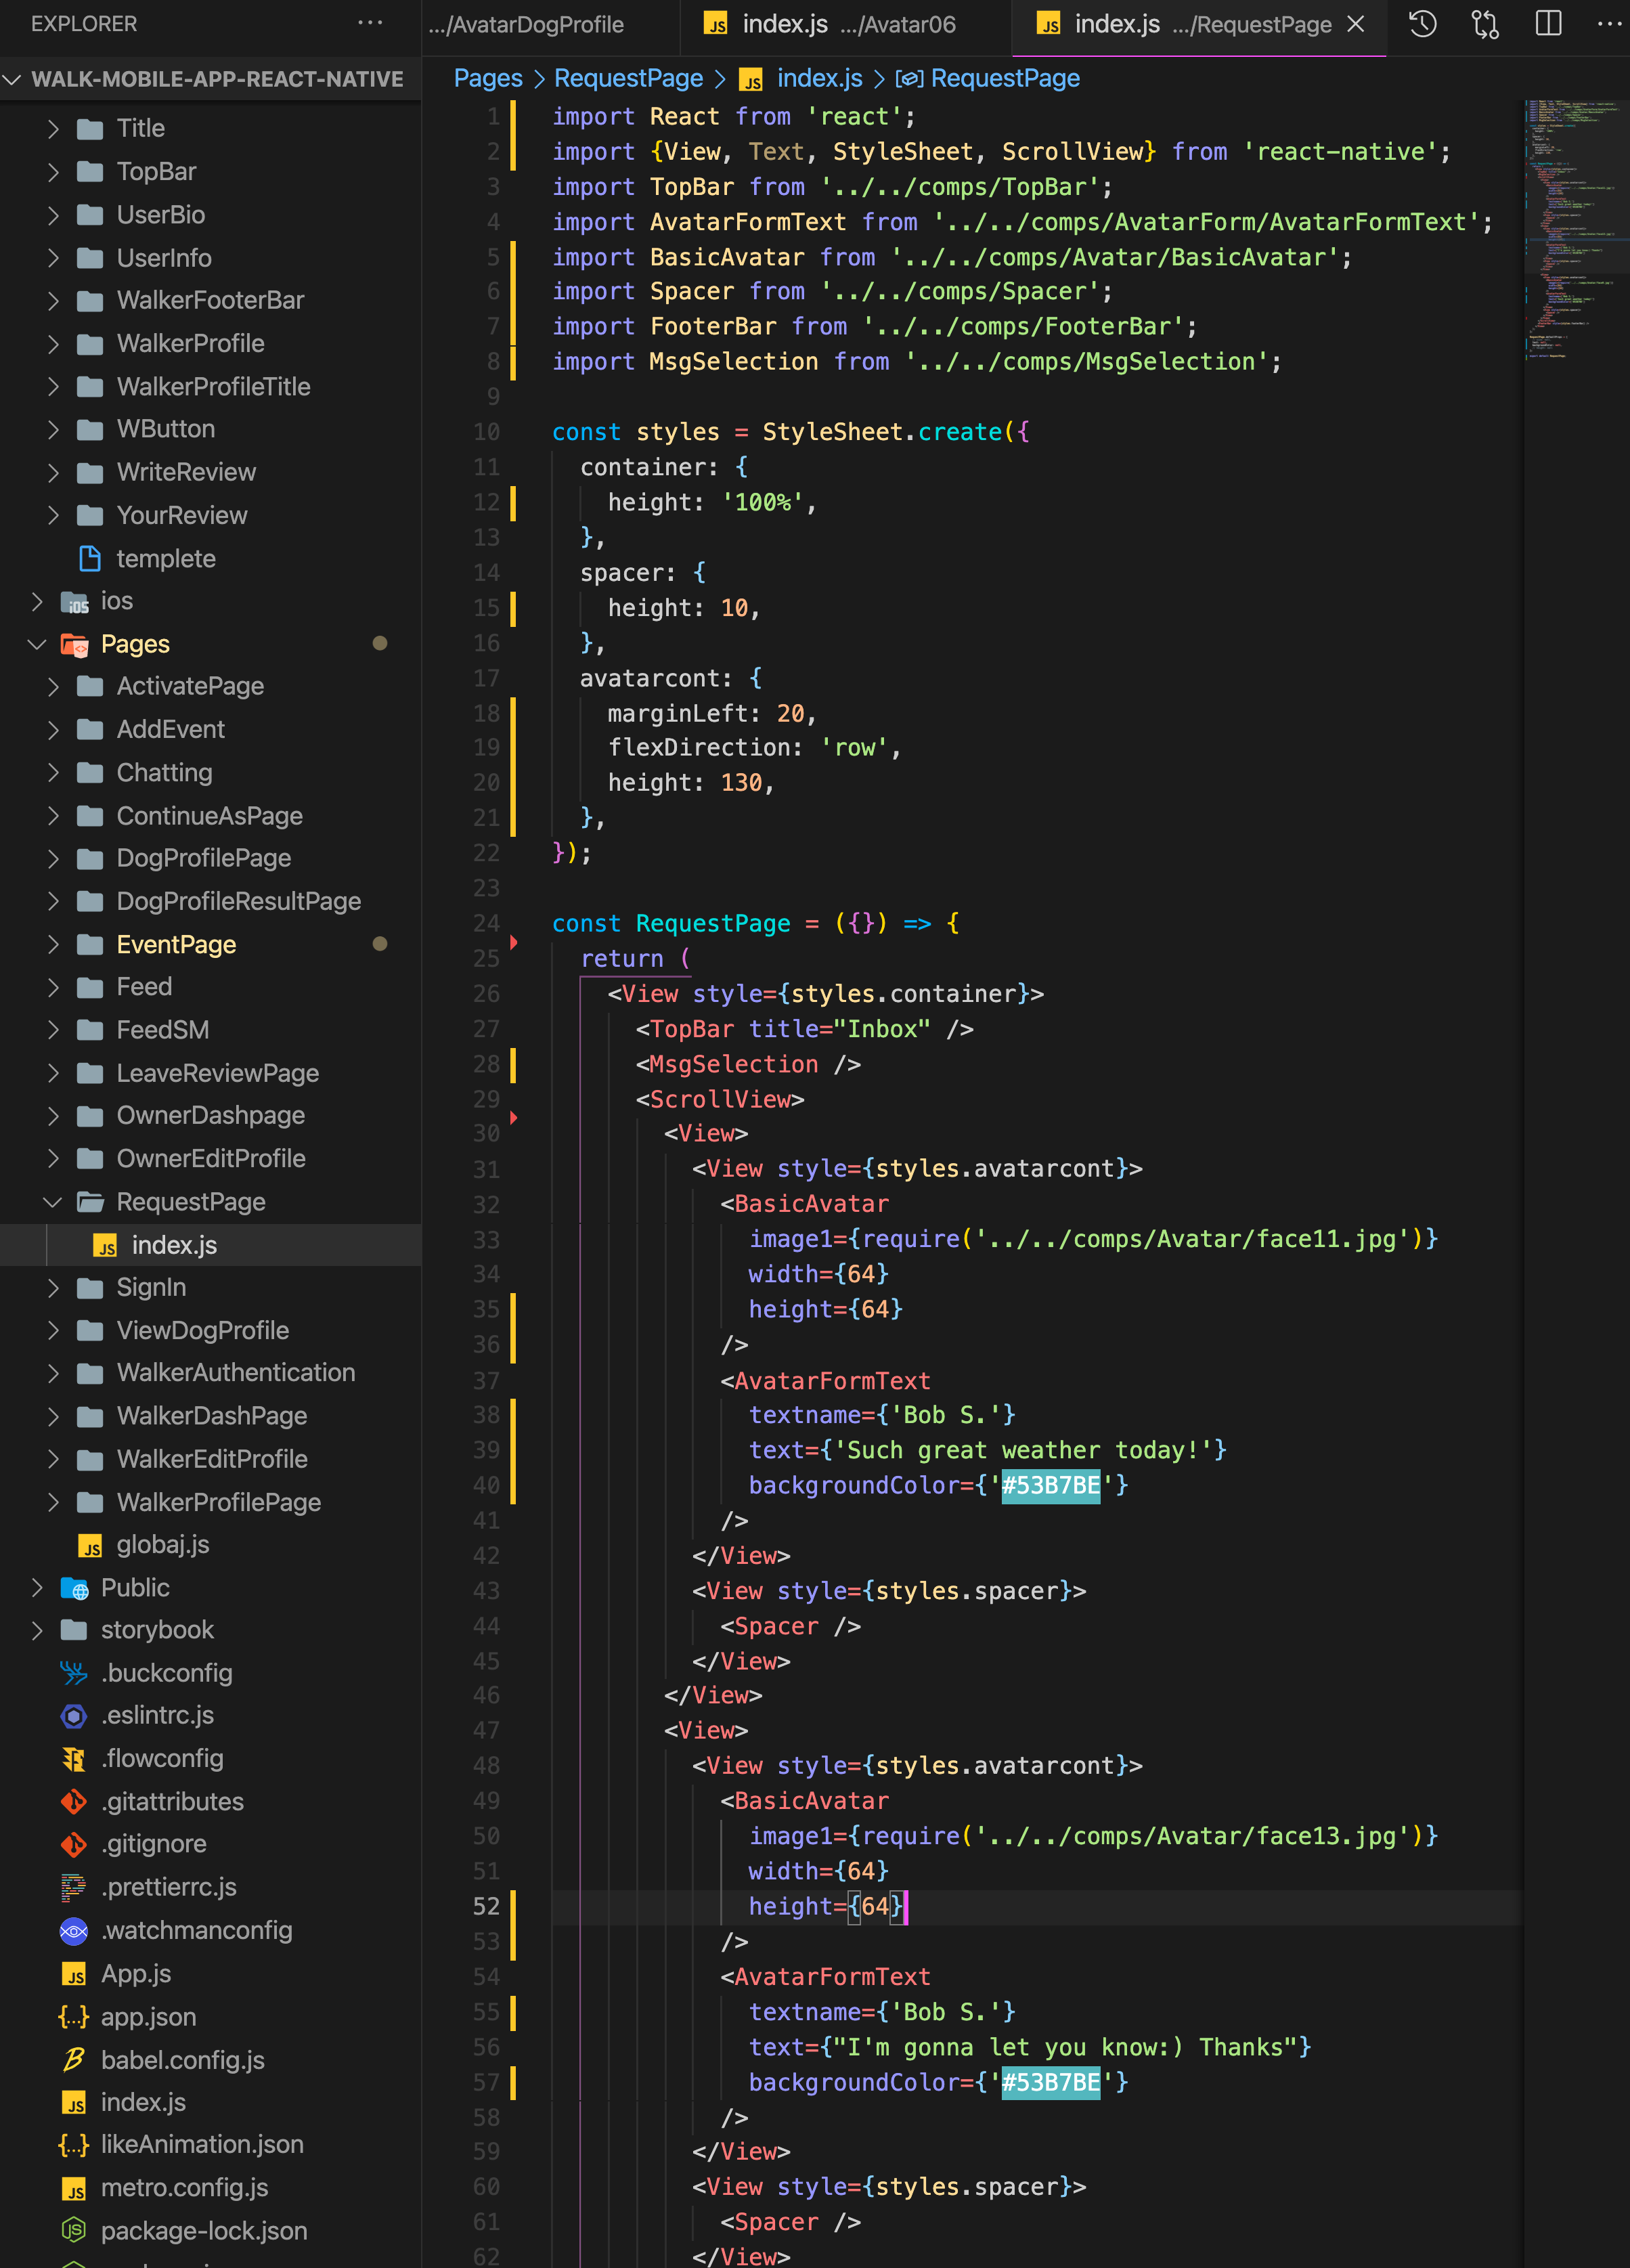 EXPLORER
WALK-MOBILE-APP-REACT-NATIVE
Title
TopBar
UserBio
UserInfo
WalkerFooterBar
WalkerProfile
WalkerProfileTitle
WButton
WriteReview
YourReview
templete
ios
Pages
ActivatePage
AddEvent
Chatting
ContinueAsPage
DogProfilePage
DogProfileResultPage
EventPage
Feed
FeedSM
LeaveReviewPage
OwnerDashpage
OwnerEditProfile
RequestPage
JS index.js
SignIn
ViewDogProfile
WalkerAuthentication
WalkerDashPage
WalkerEditProfile
WalkerProfilePage
JS globaj.js
Public
storybook
.buckconfig
.eslintrc.js
.flowconfig
.gitattributes
.gitignore
.prettierrc.js
.watchmanconfig
JS App.js
{...} app.json
babel.config.js
JS index.js
{...} likeAnimation.json
JS metro.config.js
package-lock.json
.../AvatarDogProfile
JS index.js .../Avatar06
JS index.js .../RequestPage
Pages > RequestPage > JS index.js > RequestPage
1 import React from 'react';
2 import {View, Text, StyleSheet, ScrollView} from 'react-native';
3 import TopBar from '../../comps/TopBar';
4 import AvatarFormText from '../../comps/AvatarForm/AvatarFormText';
5 import BasicAvatar from '../../comps/Avatar/BasicAvatar';
6 import Spacer from '../../comps/Spacer';
7 import FooterBar from '../../comps/FooterBar';
8 import MsgSelection from '../../comps/MsgSelection';
9
10 const styles = StyleSheet.create({
11 container: {
12 height: '100%',
13 },
14 spacer: {
15 height: 10,
16 },
17 avatarcont: {
18 marginLeft: 20,
19 flexDirection: 'row',
20 height: 130,
21 },
22 });
23
24 const RequestPage = ({}) => {
25 return (
26 <View style={styles.container}>
27 <TopBar title="Inbox" />
28 <MsgSelection />
29 <ScrollView>
30 <View>
31 <View style={styles.avatarcont}>
32 <BasicAvatar
33 image1={require('../../comps/Avatar/face11.jpg')}
34 width={64}
35 height={64}
36 />
37 <AvatarFormText
38 textname={'Bob S.'}
39 text={'Such great weather today!'}
40 backgroundColor={'#53B7BE'}
41 />
42 </View>
43 <View style={styles.spacer}>
44 <Spacer />
45 </View>
46 </View>
47 <View>
48 <View style={styles.avatarcont}>
49 <BasicAvatar
50 image1={require('../../comps/Avatar/face13.jpg')}
51 width={64}
52 height={64}
53 />
54 <AvatarFormText
55 textname={'Bob S.'}
56 text={"I'm gonna let you know:) Thanks"}
57 backgroundColor={'#53B7BE'}
58 />
59 </View>
60 <View style={styles.spacer}>
61 <Spacer />
62 </View>